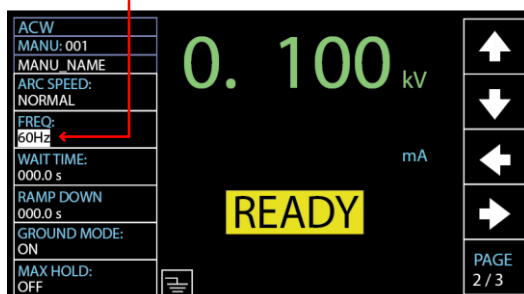 ACW
MANU: 001
MANU_NAME
ARC SPEED:
NORMAL
FREQ:
60Hz
WAIT TIME:
000.0 s
RAMP DOWN
000.0 s
GROUND MODE:
ON
MAX HOLD:
OFF
0. 100 kV
mA
READY
PAGE
2 / 3